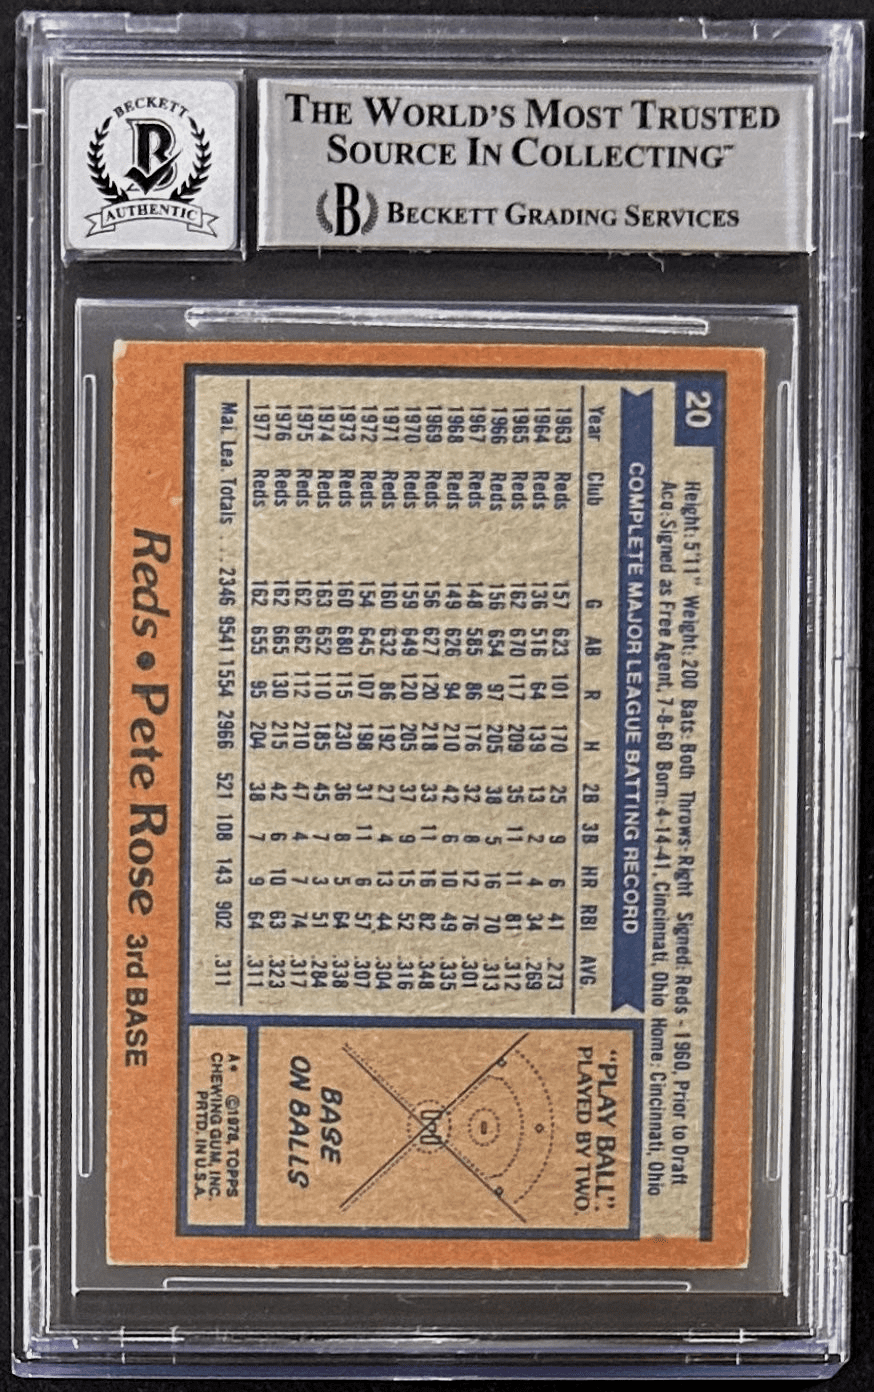 BECKETT
B
AUTHENTIC
THE WORLD'S MOST TRUSTED
SOURCE IN COLLECTING™
B BECKETT GRADING SERVICES
20
Height: 5'11" Weight: 200 Bats: Both Throws: Right Signed: Reds - 1960, Prior to Draft
Acq: Signed as Free Agent, 7-8-60 Born: 4-14-41, Cincinnati, Ohio Home: Cincinnati, Ohio
COMPLETE MAJOR LEAGUE BATTING RECORD
Year Club G AB R H 2B 3B HR RBI AVG.
1963 Reds 157 623 101 170 25 9 6 41 .273
1964 Reds 136 516 64 139 13 2 4 34 .269
1965 Reds 162 670 117 209 35 11 11 81 .312
1966 Reds 156 654 97 205 38 5 16 70 .313
1967 Reds 148 585 86 176 32 8 12 76 .301
1968 Reds 149 626 94 210 42 6 10 49 .335
1969 Reds 156 627 120 218 33 11 16 82 .348
1970 Reds 159 649 120 205 37 9 15 52 .316
1971 Reds 160 632 86 192 27 4 13 44 .304
1972 Reds 154 645 107 198 31 11 6 57 .307
1973 Reds 160 680 115 230 36 8 5 64 .338
1974 Reds 163 652 110 185 45 7 3 51 .284
1975 Reds 162 662 112 210 47 4 7 74 .317
1976 Reds 162 665 130 215 42 6 10 63 .323
1977 Reds 162 655 95 204 38 7 9 64 .311
Maj. Lea. Totals . . . 2346 9541 1554 2966 521 108 143 902 .311
"PLAY BALL".
PLAYED BY TWO.
BASE
ON BALLS
A* ©1978, TOPPS
CHEWING GUM, INC.
PRTD. IN U.S.A.
Reds • Pete Rose 3rd BASE